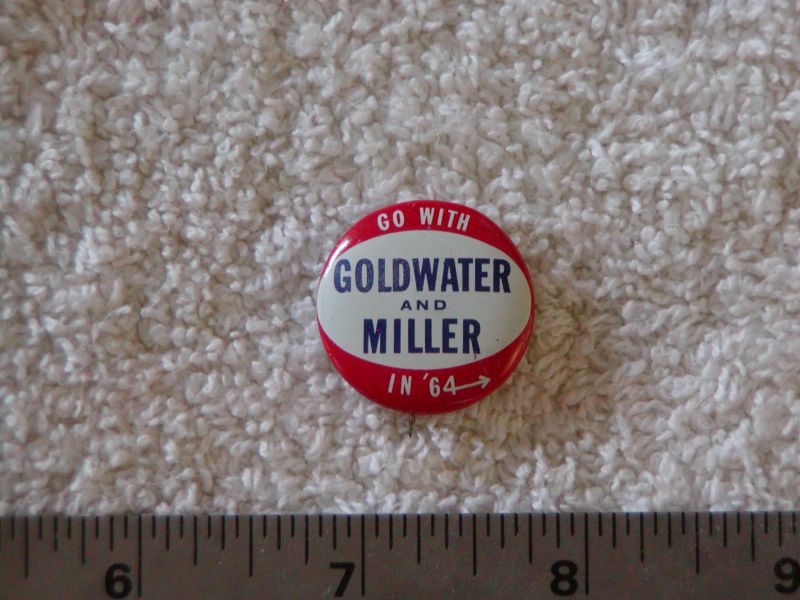 GO WITH
GOLDWATER
AND
MILLER
IN '64
6 7 8 9